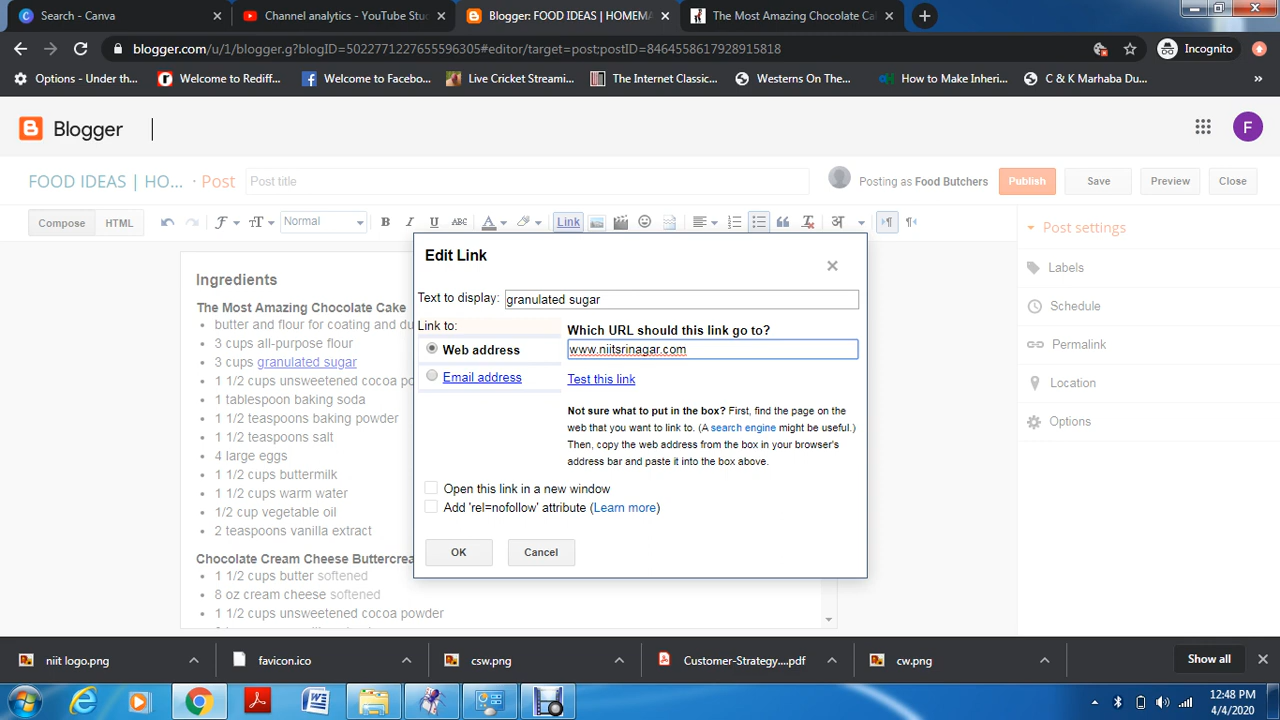 Search - Canva
Channel analytics - YouTube Stu
Blogger: FOOD IDEAS | HOMEMA
The Most Amazing Chocolate Cak
blogger.com/u/1/blogger.g?blogID=5022771227655596305#editor/target=post;postID=8464558617928915818
Incognito
Options - Under th...
Welcome to Rediff...
Welcome to Facebo...
Live Cricket Streami...
The Internet Classic...
Westerns On The...
How to Make Inheri...
C & K Marhaba Du...
»
Blogger
F
FOOD IDEAS | HO... · Post
Post title
Posting as Food Butchers
Publish
Save
Preview
Close
Compose
HTML
Normal
B
I
U
ABC
A
Link
अ
Post settings
Labels
Schedule
Permalink
Location
Options
Ingredients
The Most Amazing Chocolate Cake
butter and flour for coating and du
3 cups all-purpose flour
3 cups granulated sugar
1 1/2 cups unsweetened cocoa po
1 tablespoon baking soda
1 1/2 teaspoons baking powder
1 1/2 teaspoons salt
4 large eggs
1 1/2 cups buttermilk
1 1/2 cups warm water
1/2 cup vegetable oil
2 teaspoons vanilla extract
Chocolate Cream Cheese Buttercrea
1 1/2 cups butter softened
8 oz cream cheese softened
1 1/2 cups unsweetened cocoa powder
Edit Link
Text to display: granulated sugar
Link to:
Web address
Email address
Which URL should this link go to?
www.niitsrinagar.com
Test this link
Not sure what to put in the box? First, find the page on the
web that you want to link to. (A search engine might be useful.)
Then, copy the web address from the box in your browser's
address bar and paste it into the box above.
Open this link in a new window
Add 'rel=nofollow' attribute (Learn more)
OK
Cancel
niit logo.png
favicon.ico
csw.png
Customer-Strategy....pdf
cw.png
Show all
12:48 PM
4/4/2020